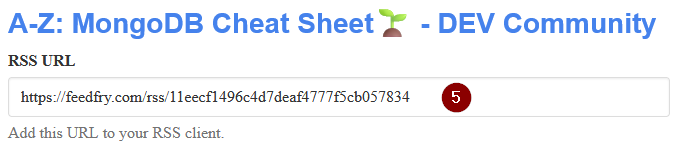 A-Z: MongoDB Cheat Sheet🌱 - DEV Community
RSS URL
https://feedfry.com/rss/11eecf1496c4d7deaf4777f5cb057834
5
Add this URL to your RSS client.